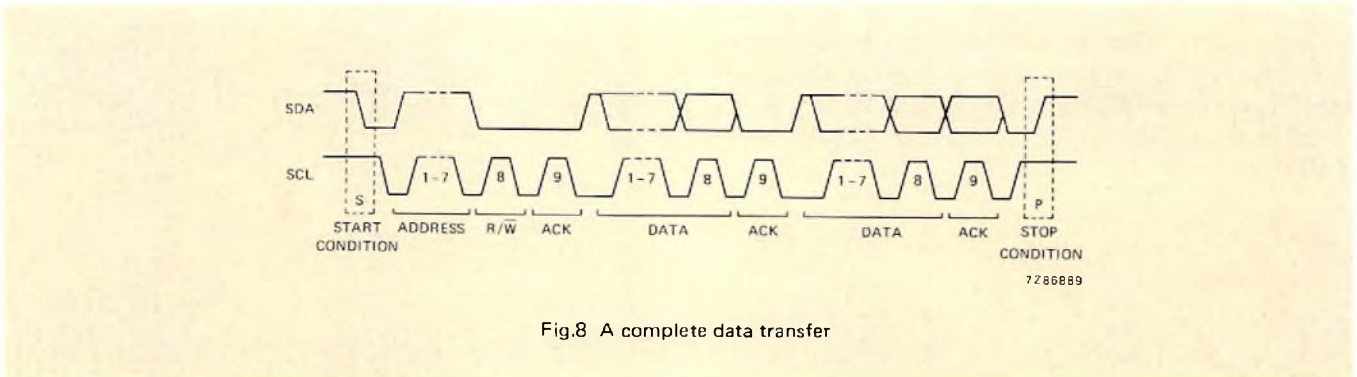 SDA
SCL
1-7 8 9 1-7 8 9 1-7 8 9
S P
START CONDITION
ADDRESS R/W̅ ACK DATA ACK DATA ACK
STOP CONDITION
7Z86889
Fig.8 A complete data transfer